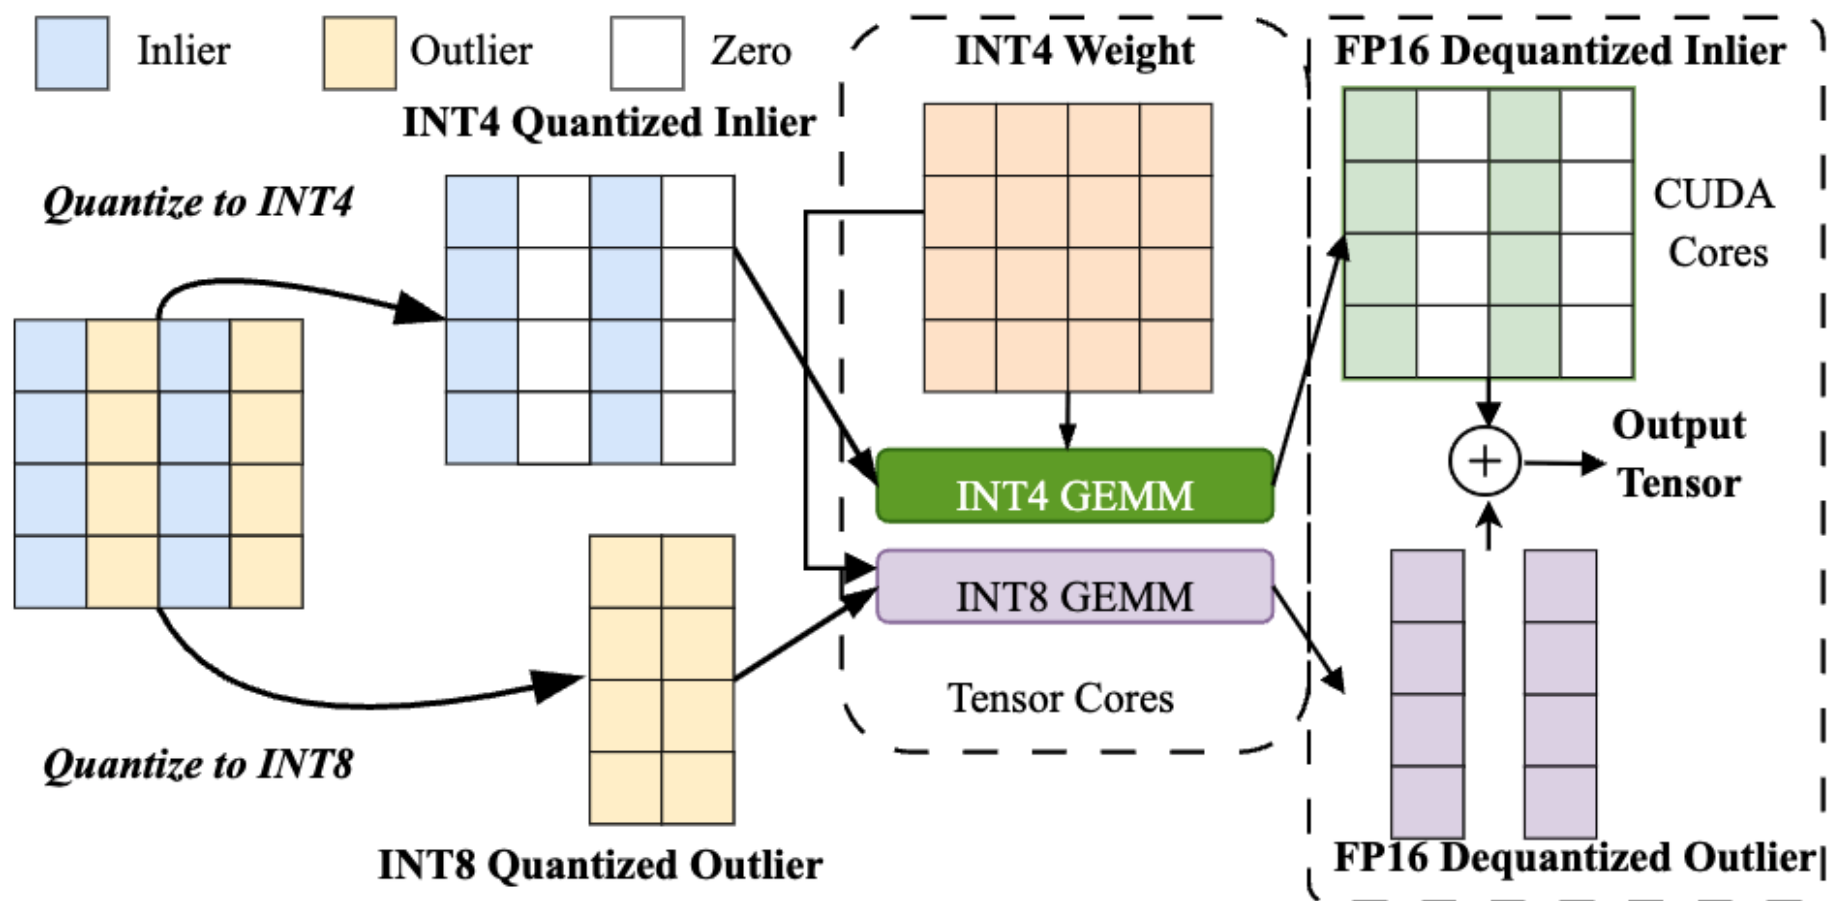 Inlier
Outlier
Zero
INT4 Quantized Inlier
Quantize to INT4
Quantize to INT8
INT8 Quantized Outlier
INT4 Weight
INT4 GEMM
INT8 GEMM
Tensor Cores
FP16 Dequantized Inlier
CUDA
Cores
+
Output
Tensor
FP16 Dequantized Outlier